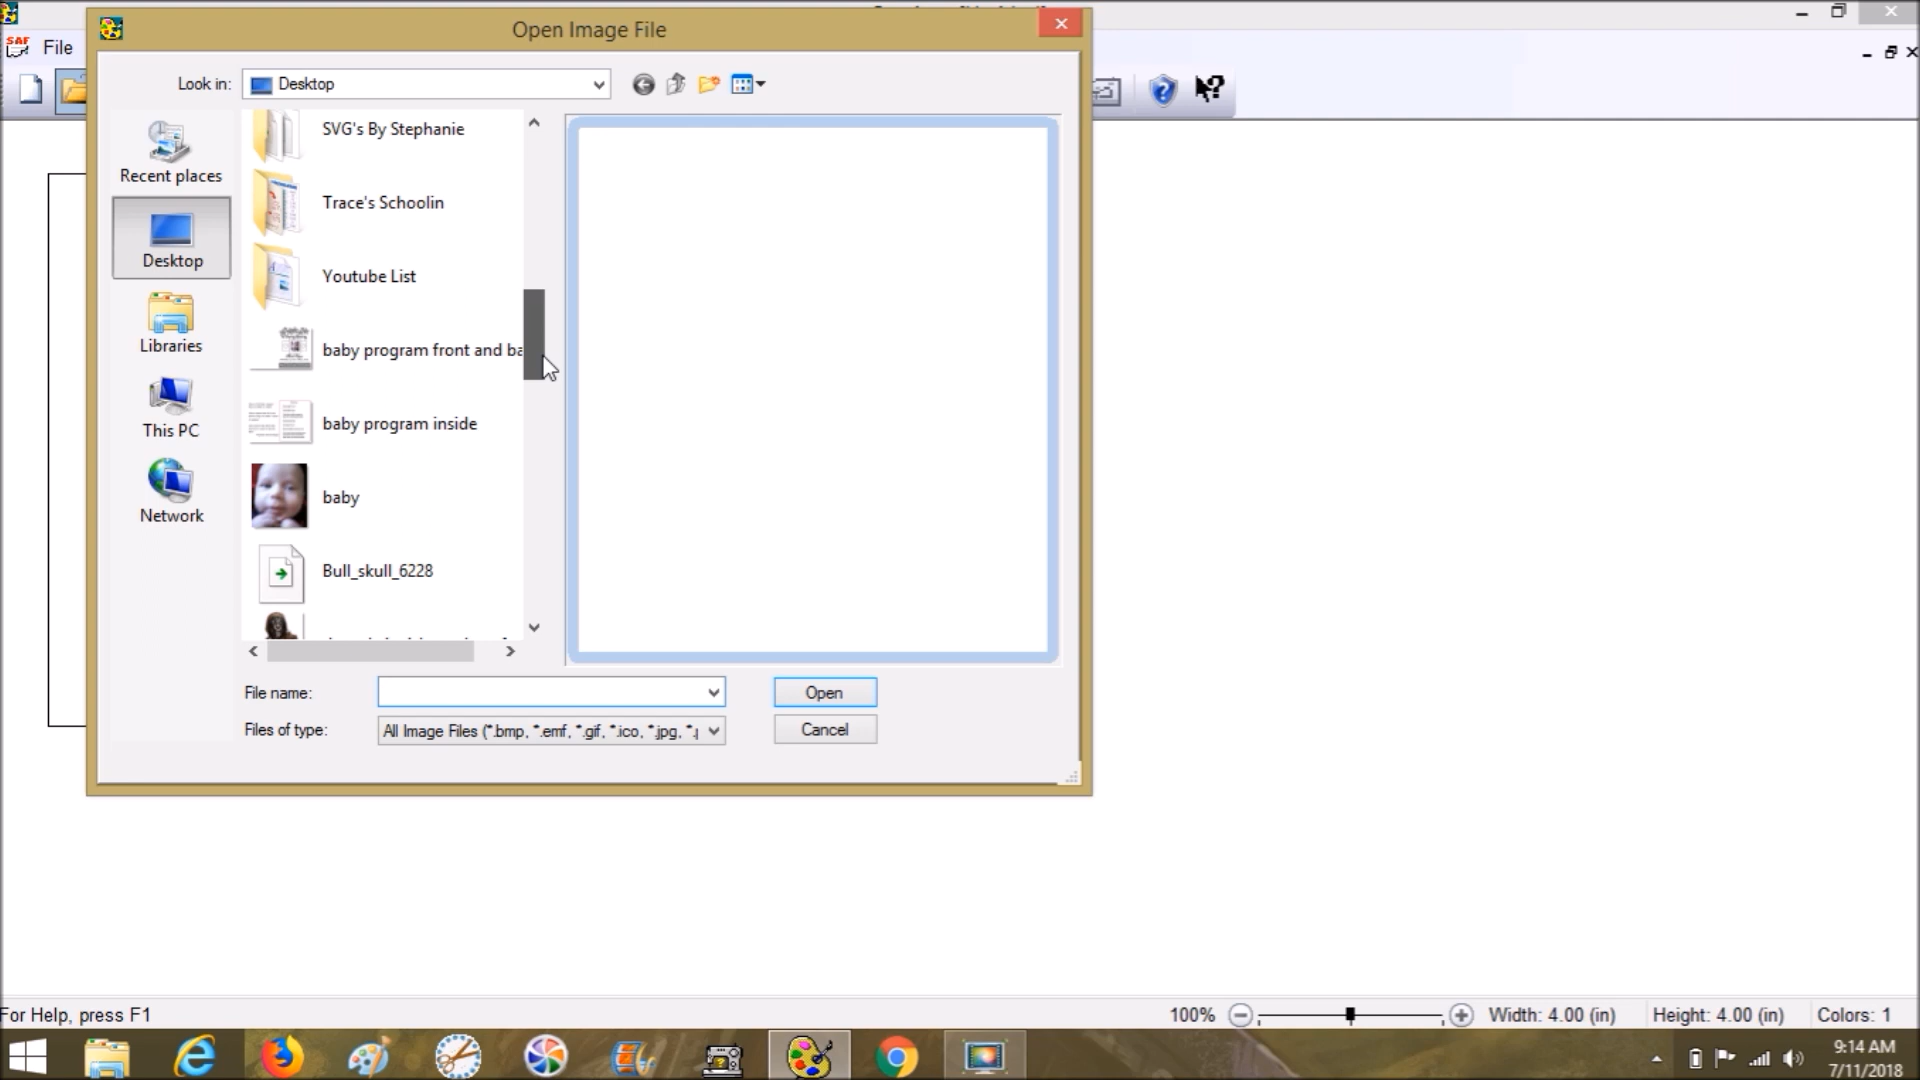 Open Image File
SAF
File
Look in:
Desktop
Recent places
Desktop
Libraries
This PC
Network
SVG's By Stephanie
Trace's Schoolin
Youtube List
baby program front and ba
baby program inside
baby
Bull_skull_6228
File name:
Open
Files of type:
All Image Files (*.bmp, *.emf, *.gif, *.ico, *.jpg, *.
Cancel
For Help, press F1
100%
Width: 4.00 (in)
Height: 4.00 (in)
Colors: 1
9:14 AM
7/11/2018